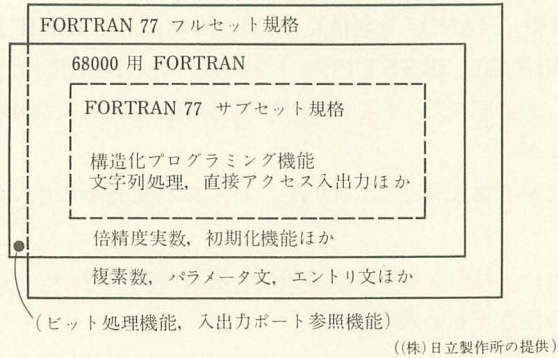 FORTRAN 77 フルセット規格
68000 用 FORTRAN
FORTRAN 77 サブセット規格
構造化プログラミング機能
文字列処理, 直接アクセス入出力ほか
倍精度実数, 初期化機能ほか
複素数, パラメータ文, エントリ文ほか
(ビット処理機能, 入出力ポート参照機能)
((株)日立製作所の提供)